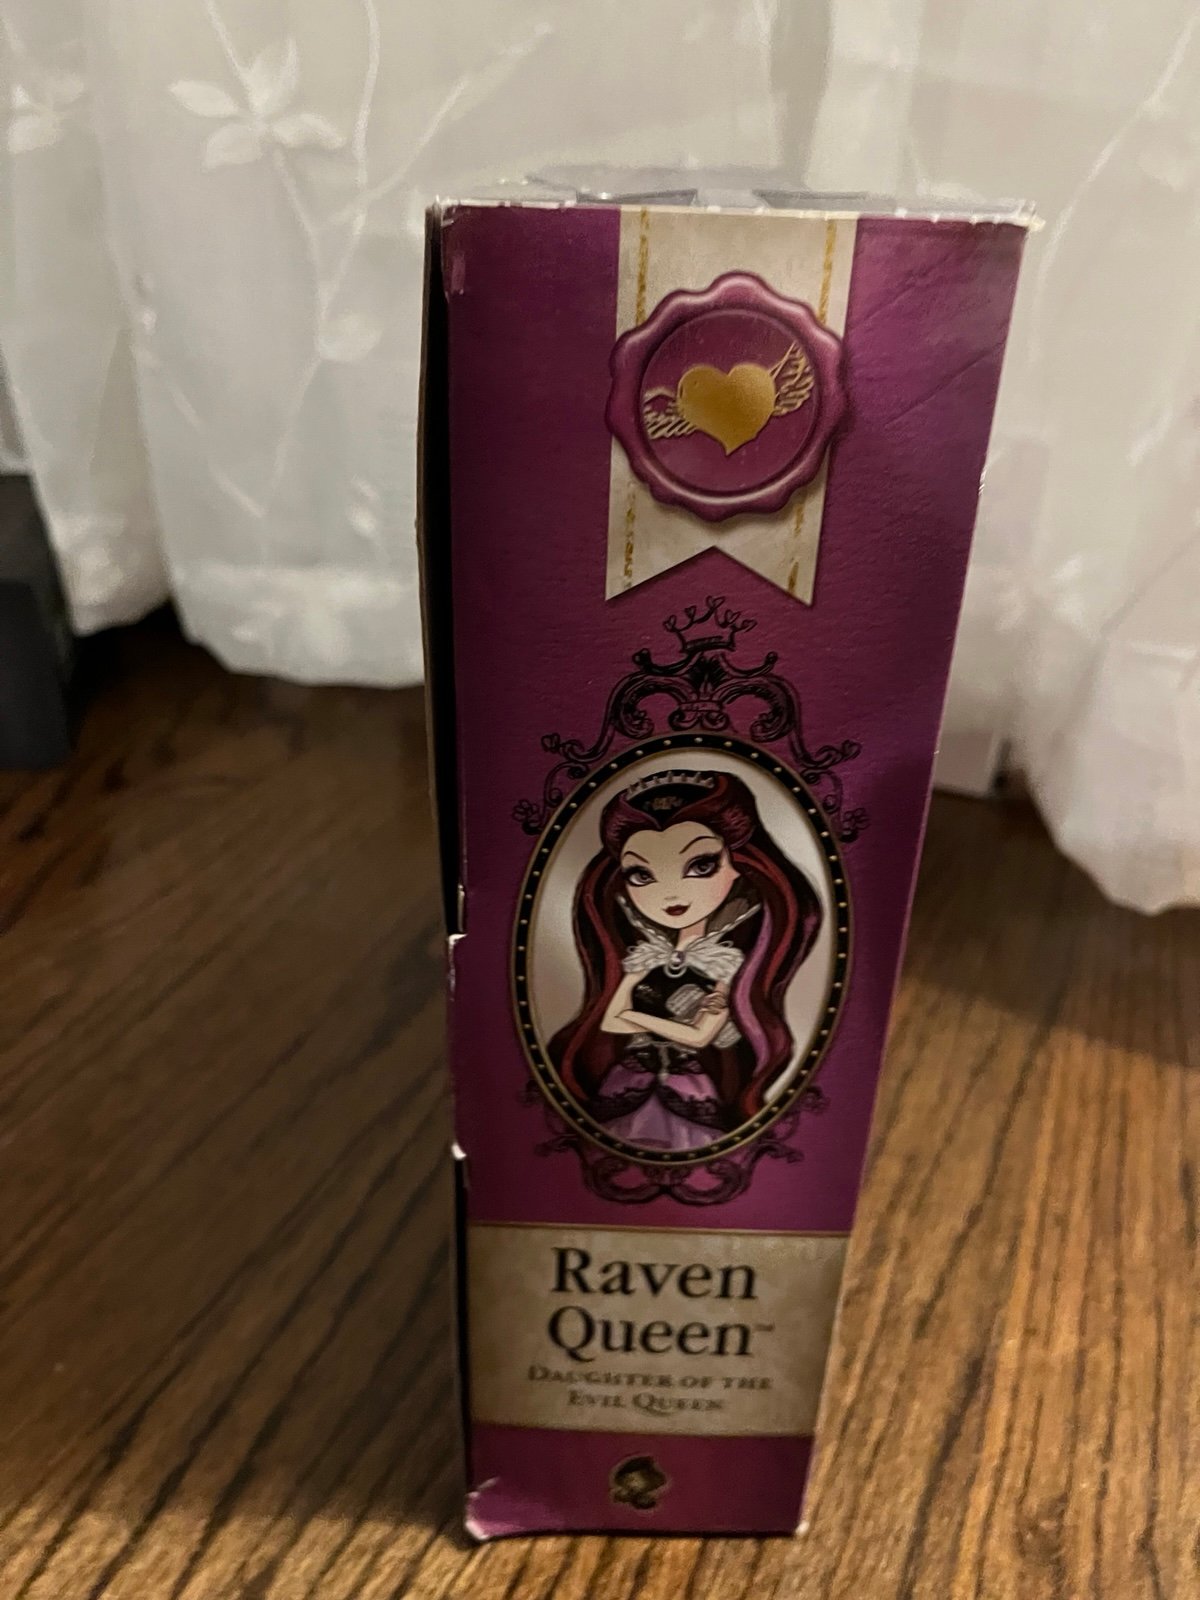 Raven
Queen™
DAUGHTER OF THE
EVIL QUEEN